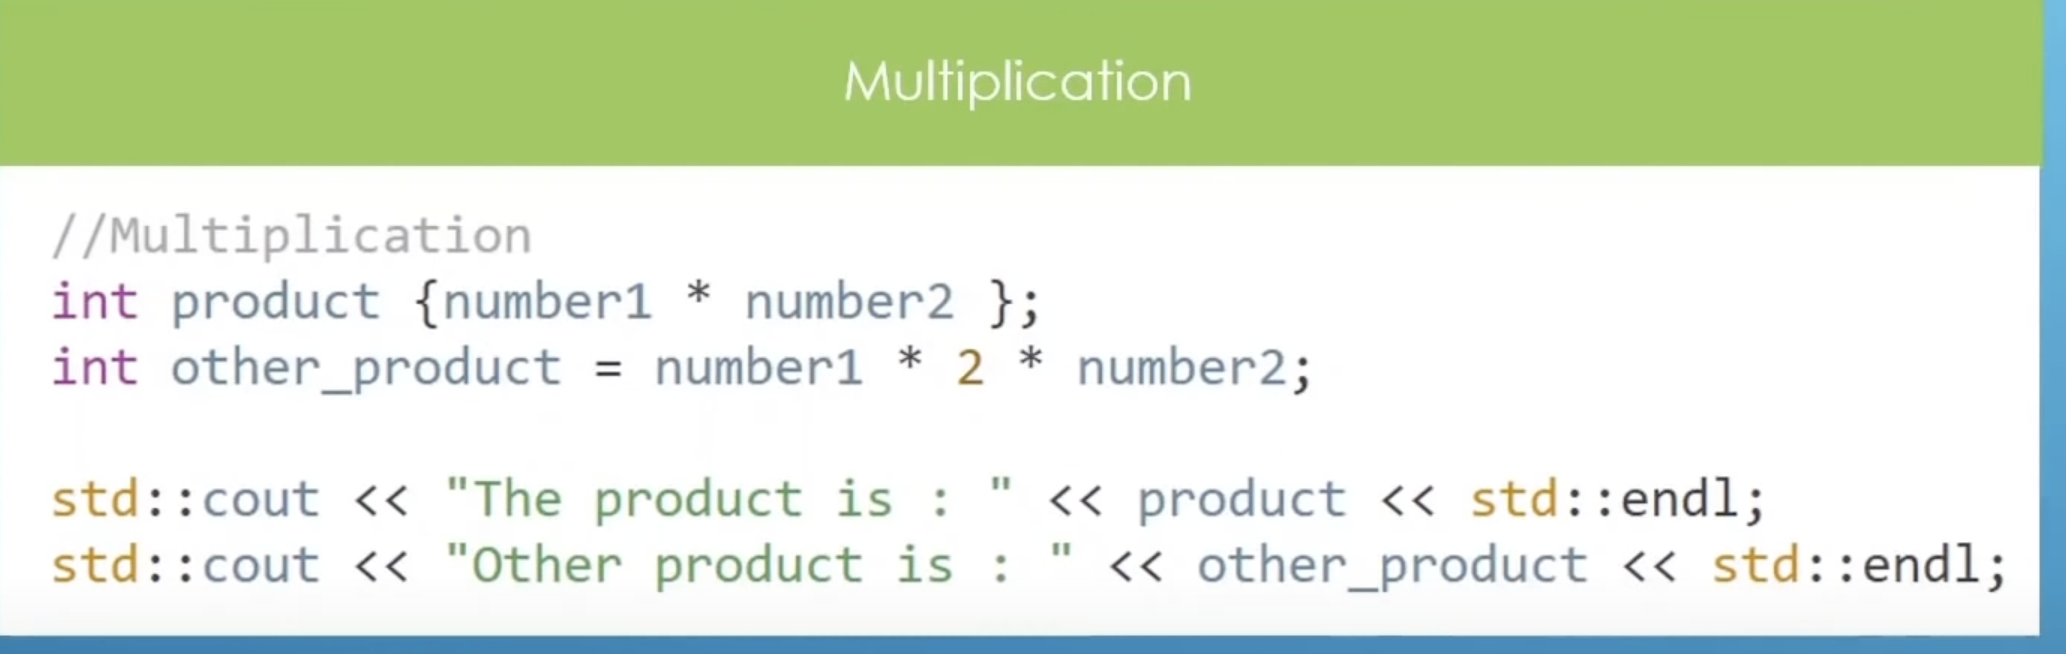 Multiplication
//Multiplication
int product {number1 * number2 };
int other_product = number1 * 2 * number2;
std::cout << "The product is : " << product << std::endl;
std::cout << "Other product is : " << other_product << std::endl;